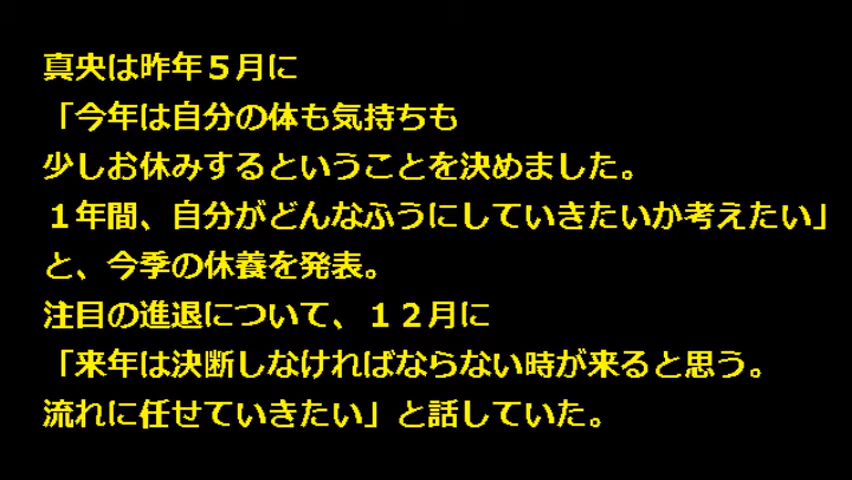 真央は昨年５月に
「今年は自分の体も気持ちも
少しお休みするということを決めました。
１年間、自分がどんなふうにしていきたいか考えたい」
と、今季の休養を発表。
注目の進退について、１２月に
「来年は決断しなければならない時が来ると思う。
流れに任せていきたい」と話していた。